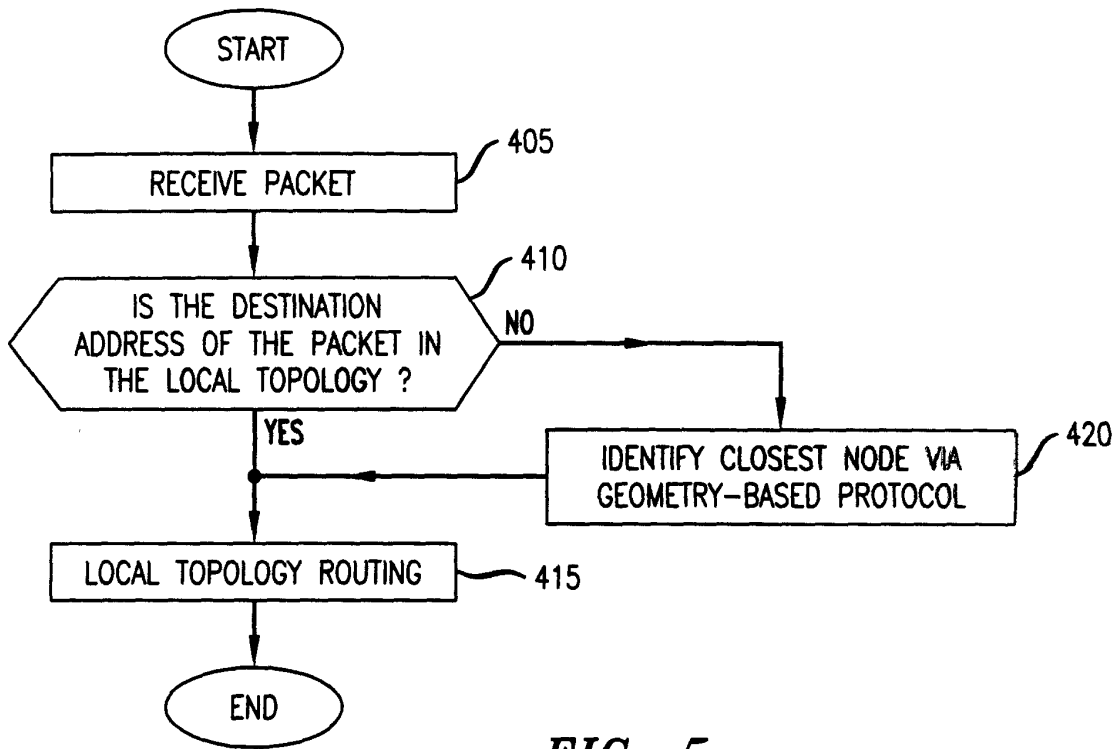 START
405
RECEIVE PACKET
410
IS THE DESTINATION
ADDRESS OF THE PACKET IN
THE LOCAL TOPOLOGY ?
NO
YES
420
IDENTIFY CLOSEST NODE VIA
GEOMETRY-BASED PROTOCOL
LOCAL TOPOLOGY ROUTING
415
END
FIG. 5